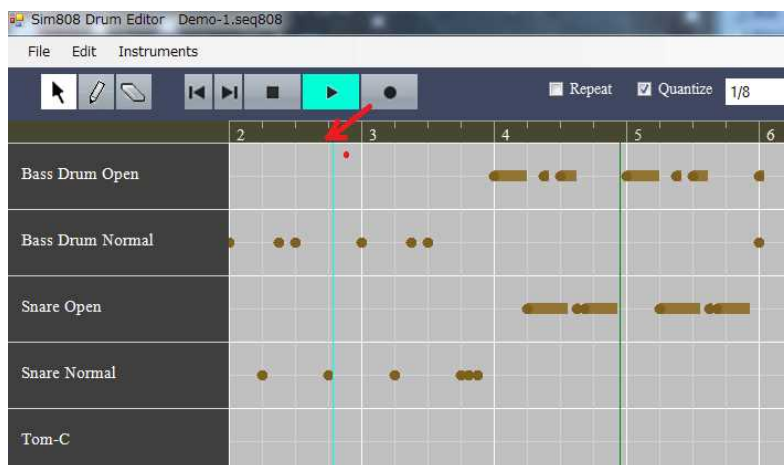 Sim808 Drum Editor Demo-1.seq808
File Edit Instruments
Repeat Quantize 1/8
2 3 4 5 6
Bass Drum Open
Bass Drum Normal
Snare Open
Snare Normal
Tom-C